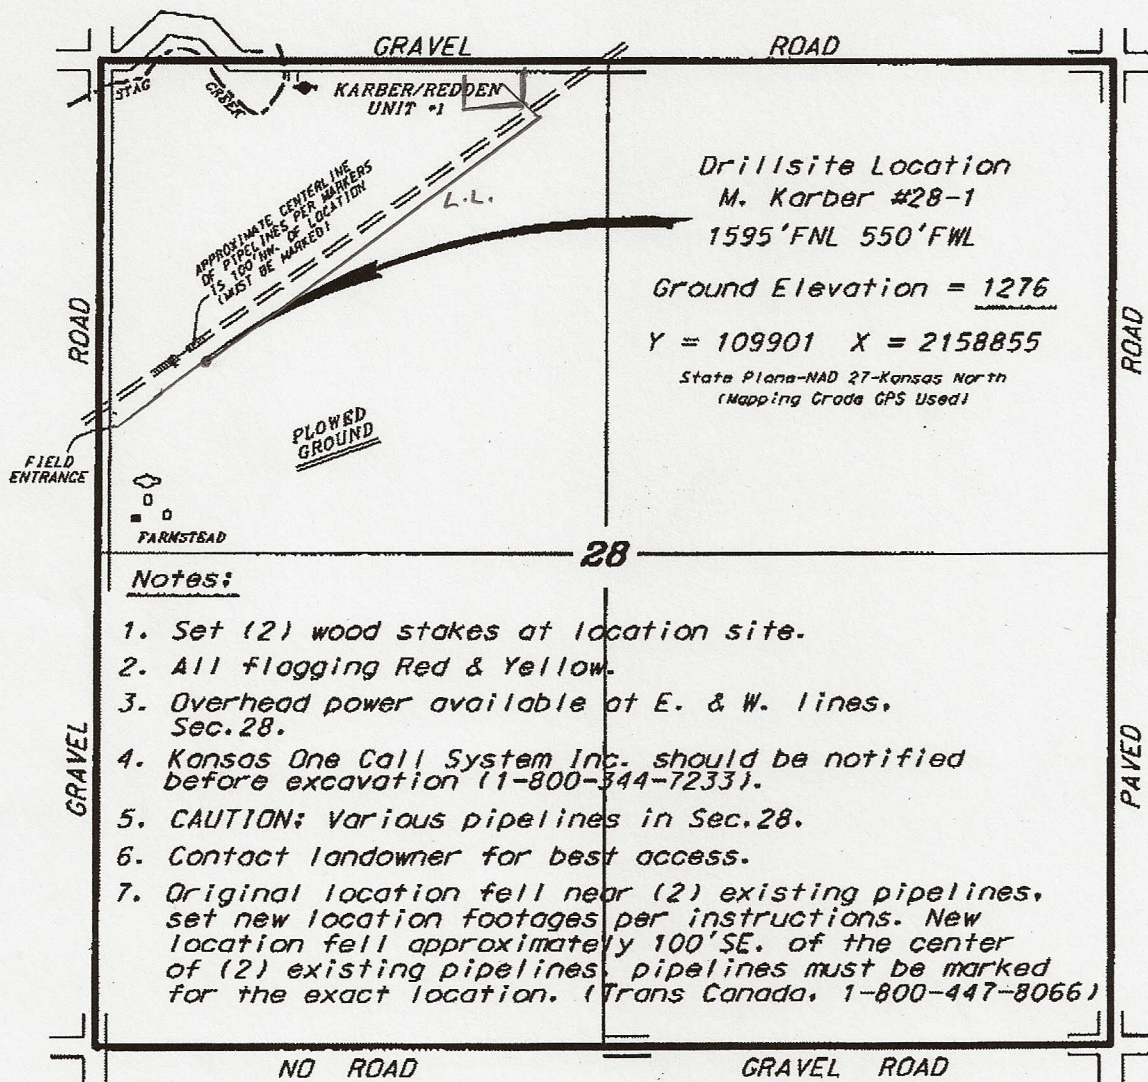 GRAVEL ROAD
STAG
CREEK
KARBER/REDDEN
UNIT #1
APPROXIMATE CENTERLINE
OF PIPELINES PER MARKERS
IS 100'NW. OF LOCATION
(MUST BE MARKED)
L.L.
Drillsite Location
M. Karber #28-1
1595'FNL 550'FWL
Ground Elevation = 1276
Y = 109901 X = 2158855
State Plane-NAD 27-Kansas North
(Mapping Grade GPS Used)
ROAD
ROAD
PLOWED
GROUND
FIELD
ENTRANCE
FARMSTEAD
28
Notes:
1. Set (2) wood stakes at location site.
2. All flagging Red & Yellow.
3. Overhead power available at E. & W. lines,
Sec.28.
4. Kansas One Call System Inc. should be notified
before excavation (1-800-344-7233).
5. CAUTION: Various pipelines in Sec.28.
6. Contact landowner for best access.
7. Original location fell near (2) existing pipelines,
set new location footages per instructions. New
location fell approximately 100'SE. of the center
of (2) existing pipelines, pipelines must be marked
for the exact location. (Trans Canada, 1-800-447-8066)
GRAVEL
PAVED
NO ROAD
GRAVEL ROAD